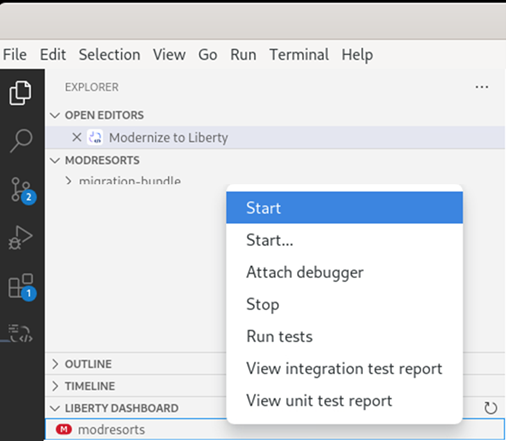 File Edit Selection View Go Run Terminal Help
EXPLORER ...
OPEN EDITORS
Modernize to Liberty
MODRESORTS
migration-bundle
Start
Start...
Attach debugger
Stop
Run tests
View integration test report
View unit test report
2
1
OUTLINE
TIMELINE
LIBERTY DASHBOARD
M modresorts